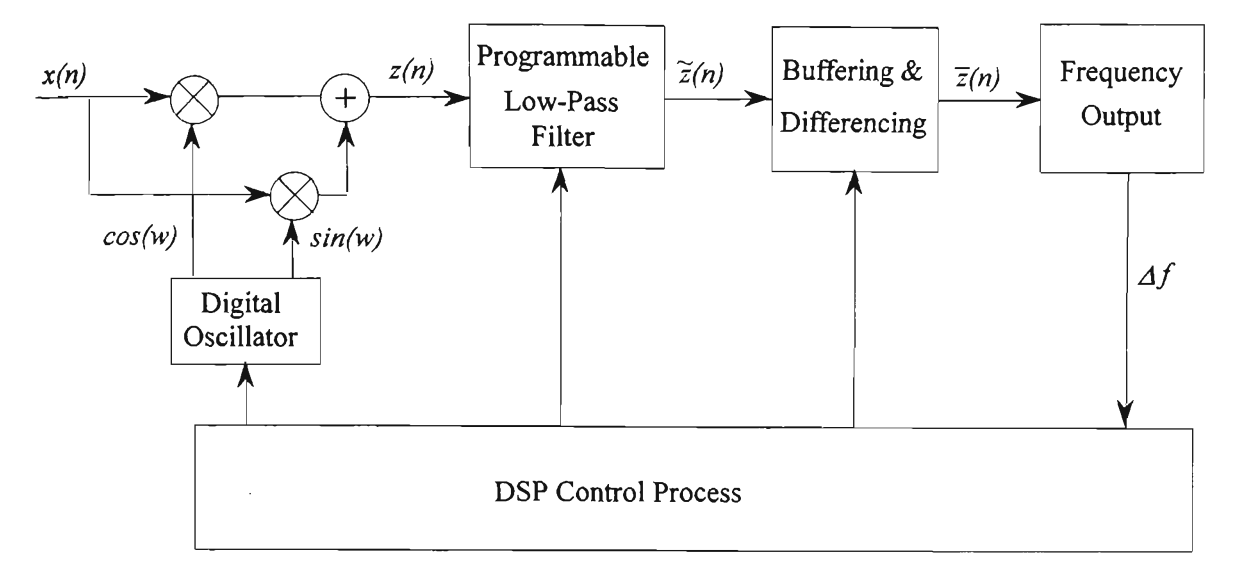 x(n)
z(n)
Programmable
Low-Pass
Filter
z̃(n)
Buffering &
Differencing
z̄(n)
Frequency
Output
cos(w)
sin(w)
Digital
Oscillator
Δf
DSP Control Process